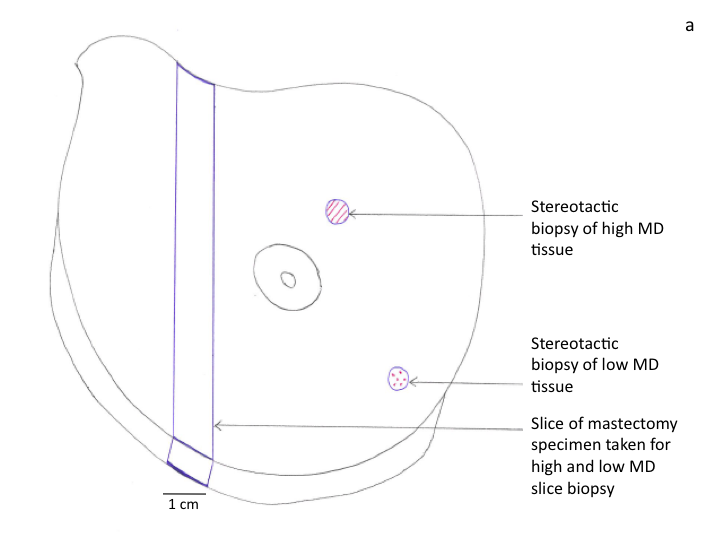 a
Stereotactic
biopsy of high MD
tissue
Stereotactic
biopsy of low MD
tissue
Slice of mastectomy
specimen taken for
high and low MD
slice biopsy
1 cm